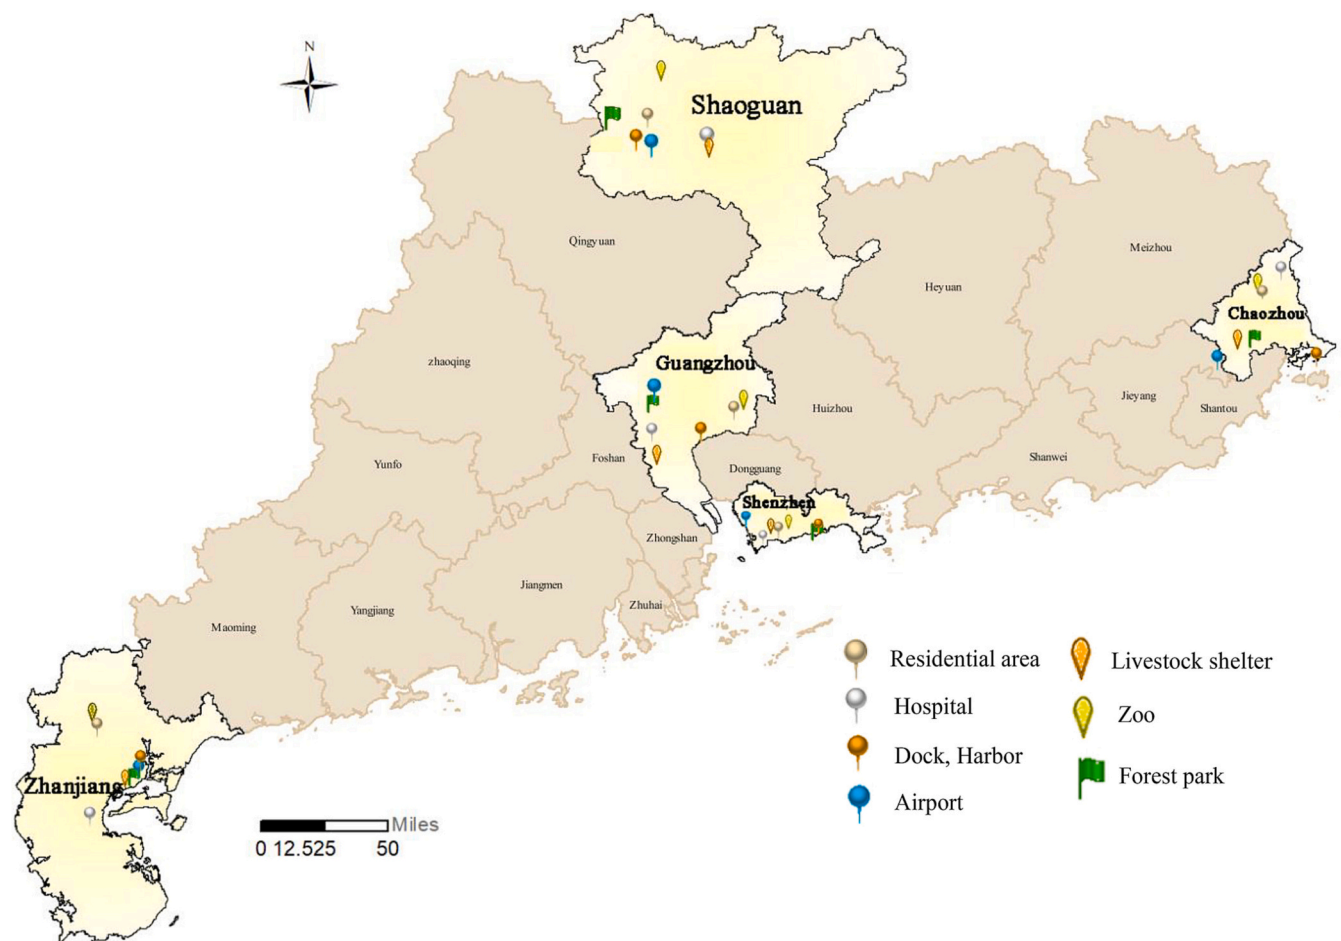 N
Shaoguan
Qingyuan
Meizhou
Heyuan
Chaozhou
zhaoqing
Guangzhou
Huizhou
Jieyang
Shantou
Yunfo
Foshan
Dongguang
Shanwei
Shenzhen
Zhongshan
Jiangmen
Zhuhai
Yangjiang
Maoming
Zhanjiang
Residential area
Hospital
Dock, Harbor
Airport
Livestock shelter
Zoo
Forest park
Miles
0 12.525 50